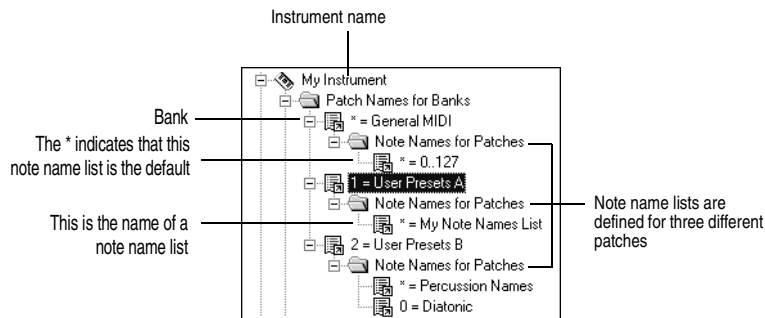 Instrument name
My Instrument
Patch Names for Banks
Bank
* = General MIDI
The * indicates that this
note name list is the default
Note Names for Patches
* = 0..127
1 = User Presets A
Note Names for Patches
This is the name of a
note name list
* = My Note Names List
2 = User Presets B
Note Names for Patches
* = Percussion Names
0 = Diatonic
Note name lists are
defined for three different
patches